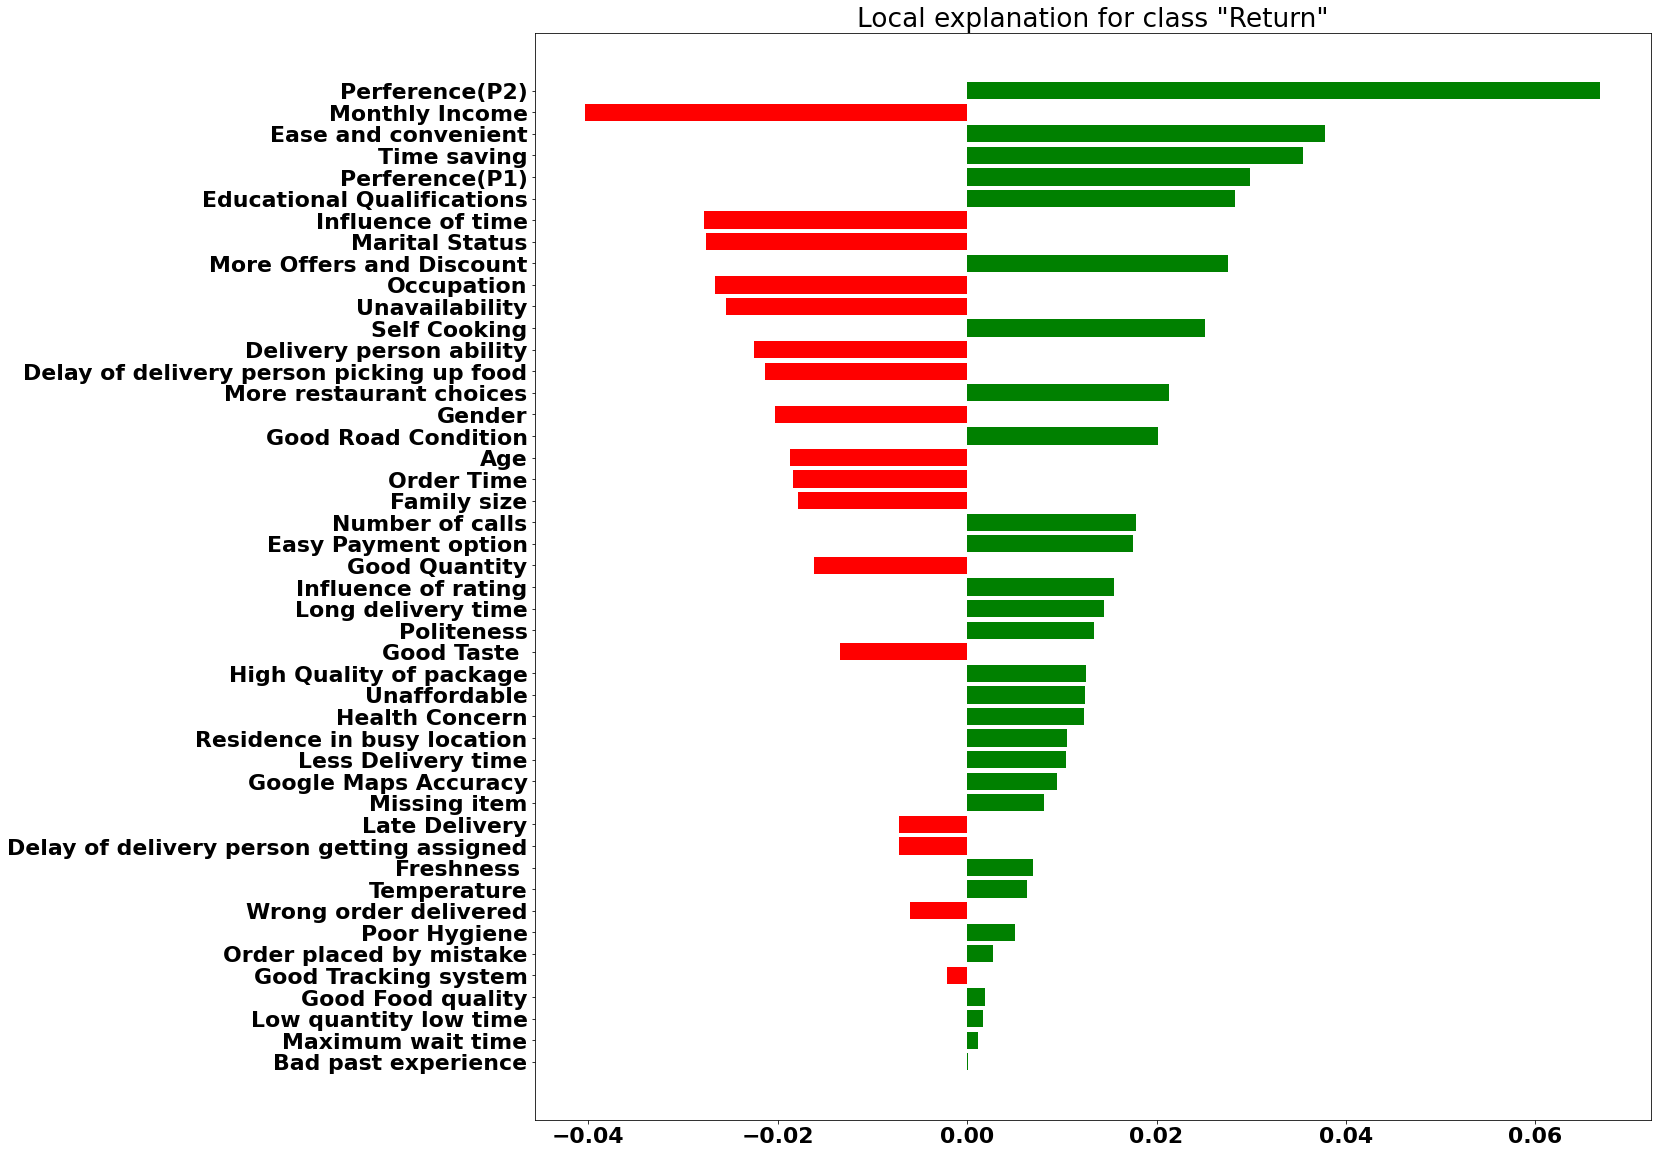 Local explanation for class "Return"
Perference(P2)
Monthly Income
Ease and convenient
Time saving
Perference(P1)
Educational Qualifications
Influence of time
Marital Status
More Offers and Discount
Occupation
Unavailability
Self Cooking
Delivery person ability
Delay of delivery person picking up food
More restaurant choices
Gender
Good Road Condition
Age
Order Time
Family size
Number of calls
Easy Payment option
Good Quantity
Influence of rating
Long delivery time
Politeness
Good Taste
High Quality of package
Unaffordable
Health Concern
Residence in busy location
Less Delivery time
Google Maps Accuracy
Missing item
Late Delivery
Delay of delivery person getting assigned
Freshness
Temperature
Wrong order delivered
Poor Hygiene
Order placed by mistake
Good Tracking system
Good Food quality
Low quantity low time
Maximum wait time
Bad past experience
−0.04 −0.02 0.00 0.02 0.04 0.06